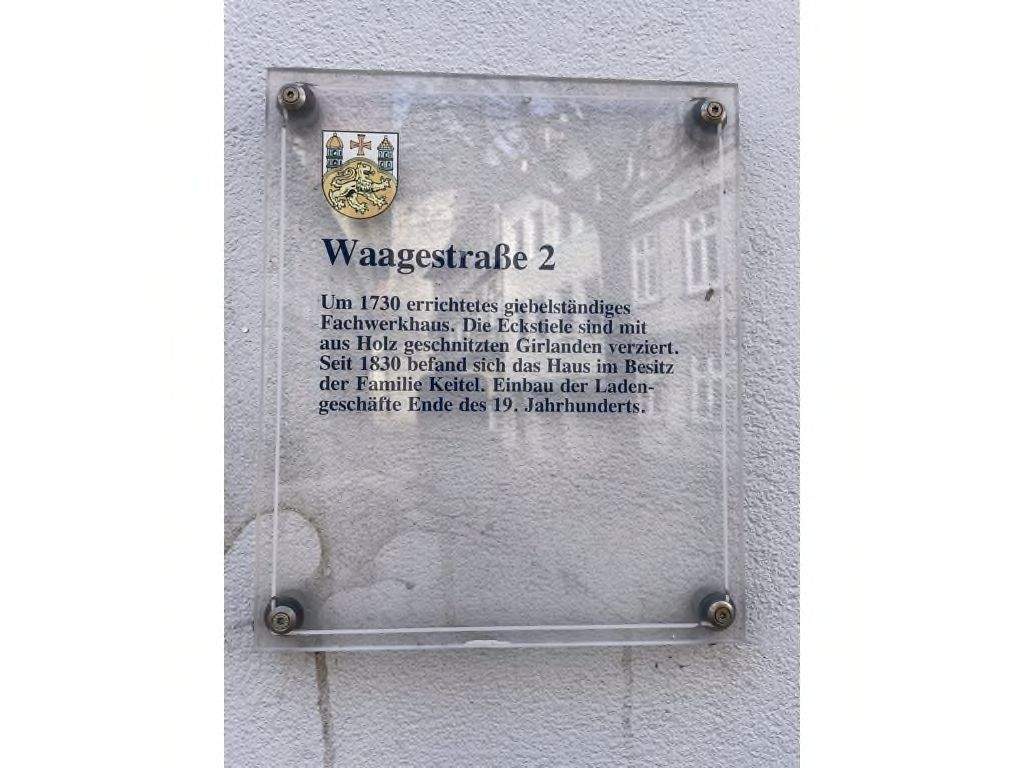 Waagestraße 2
Um 1730 errichtetes giebelständiges
Fachwerkhaus. Die Eckstiele sind mit
aus Holz geschnitzten Girlanden verziert.
Seit 1830 befand sich das Haus im Besitz
der Familie Keitel. Einbau der Laden-
geschäfte Ende des 19. Jahrhunderts.